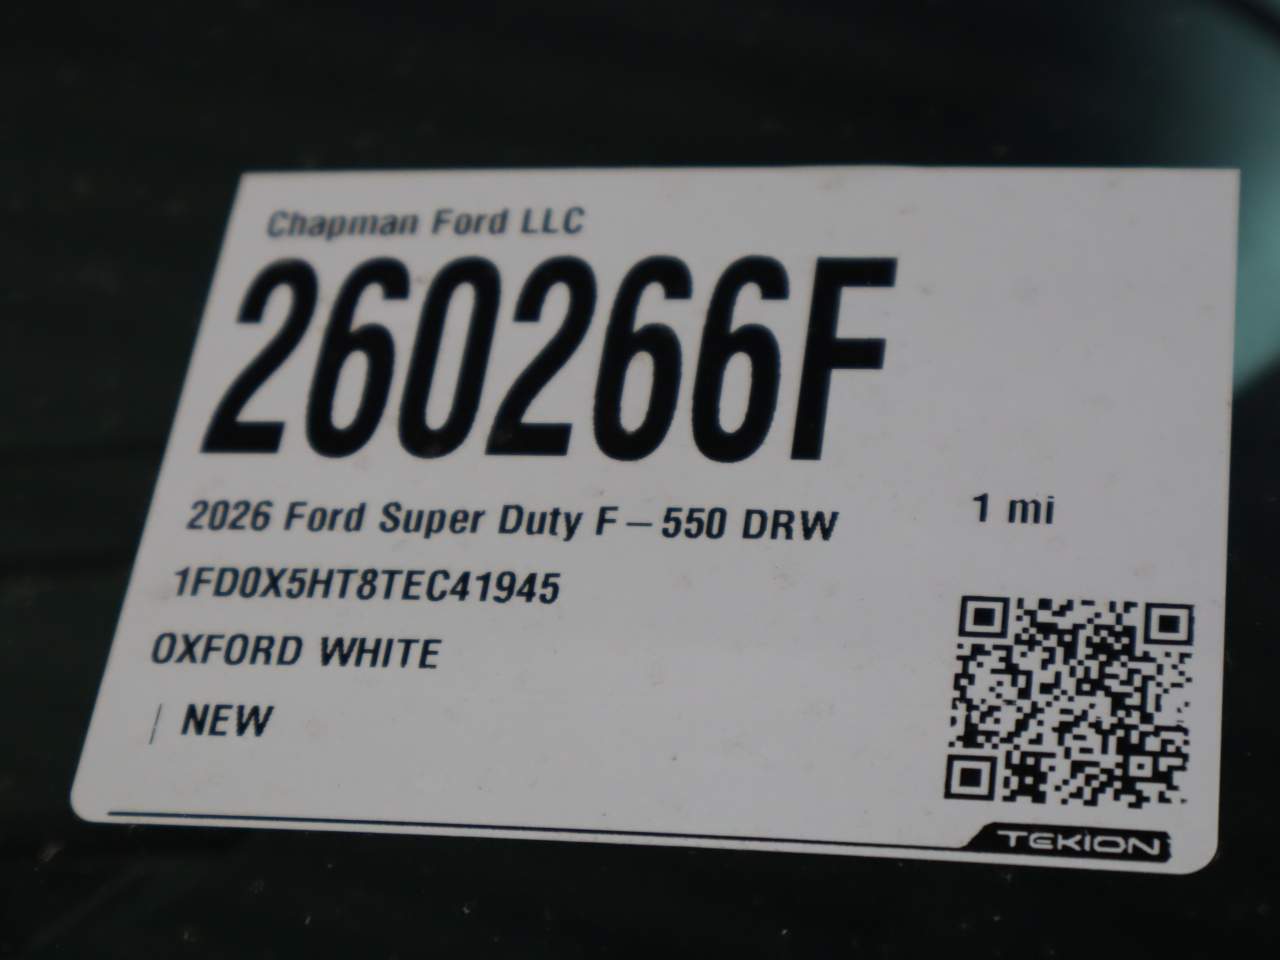 Chapman Ford LLC
260266F
2026 Ford Super Duty F-550 DRW
1 mi
1FD0X5HT8TEC41945
OXFORD WHITE
| NEW
TEKION